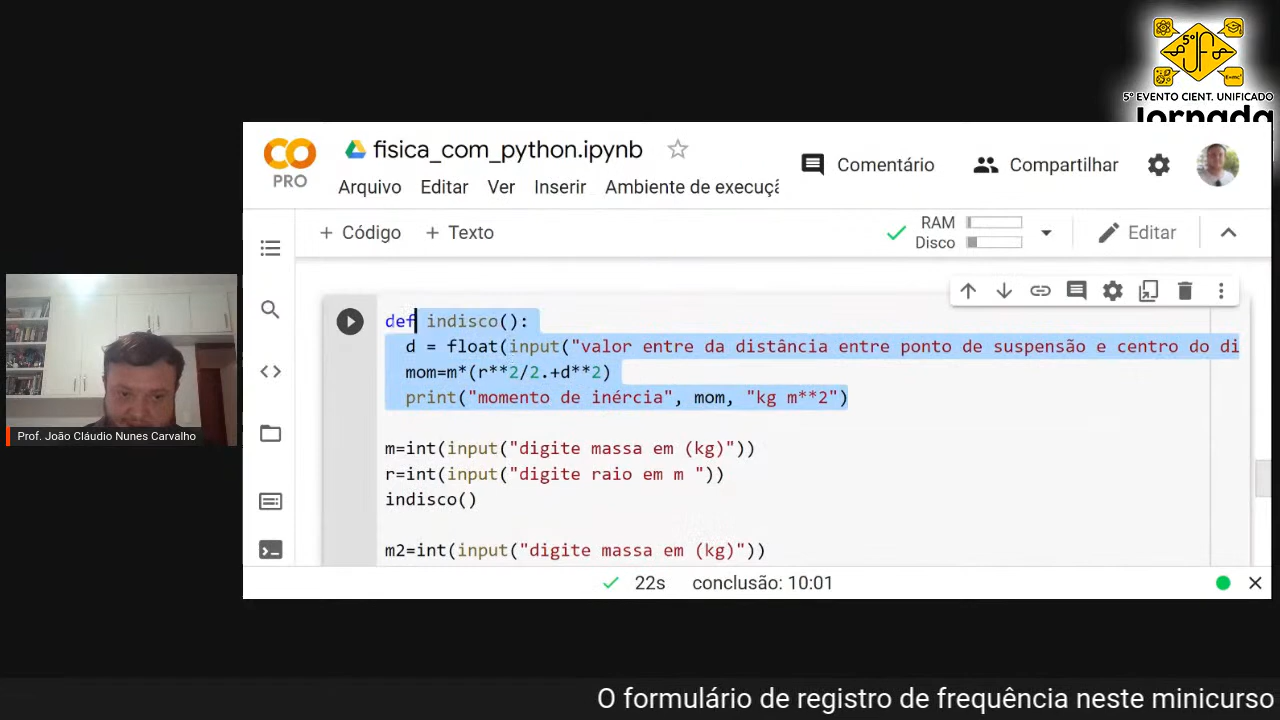 5º
Exmc²
5º EVENTO CIENT. UNIFICADO
Jornada
CO
PRO
fisica_com_python.ipynb
Comentário
Compartilhar
Arquivo Editar Ver Inserir Ambiente de execuçã
+ Código + Texto
RAM
Disco
Editar
def indisco():
d = float(input("valor entre da distância entre ponto de suspensão e centro do di
mom=m*(r**2/2.+d**2)
print("momento de inércia", mom, "kg m**2")
m=int(input("digite massa em (kg)"))
r=int(input("digite raio em m "))
indisco()
m2=int(input("digite massa em (kg)"))
Prof. João Cláudio Nunes Carvalho
22s conclusão: 10:01
O formulário de registro de frequência neste minicurso